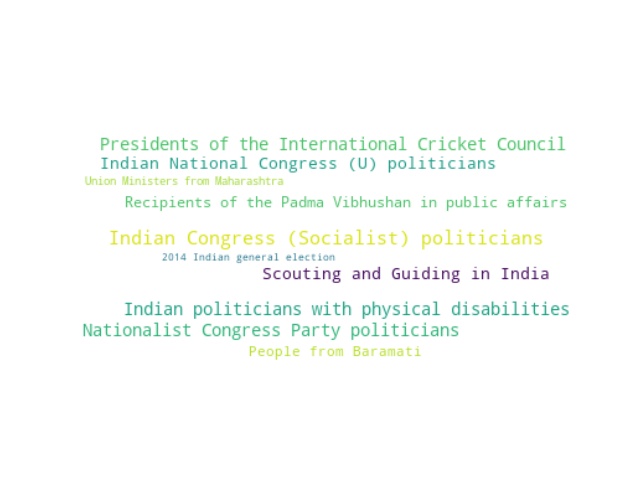 Presidents of the International Cricket Council
Indian National Congress (U) politicians
Union Ministers from Maharashtra
Recipients of the Padma Vibhushan in public affairs
Indian Congress (Socialist) politicians
2014 Indian general election
Scouting and Guiding in India
Indian politicians with physical disabilities
Nationalist Congress Party politicians
People from Baramati